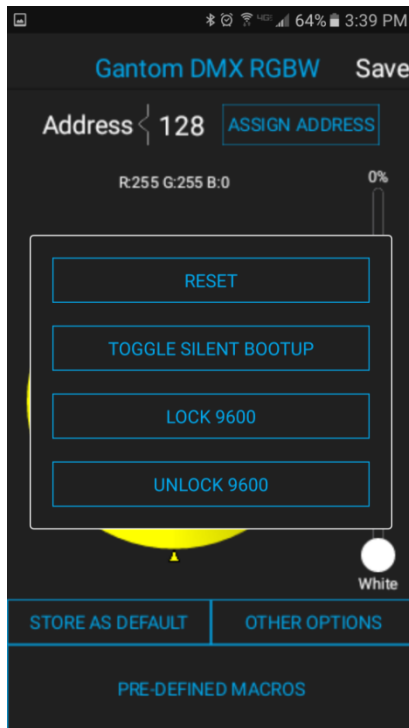 64% 3:39 PM
Gantom DMX RGBW Save
Address 128 ASSIGN ADDRESS
R:255 G:255 B:0 0%
RESET
TOGGLE SILENT BOOTUP
LOCK 9600
UNLOCK 9600
White
STORE AS DEFAULT OTHER OPTIONS
PRE-DEFINED MACROS